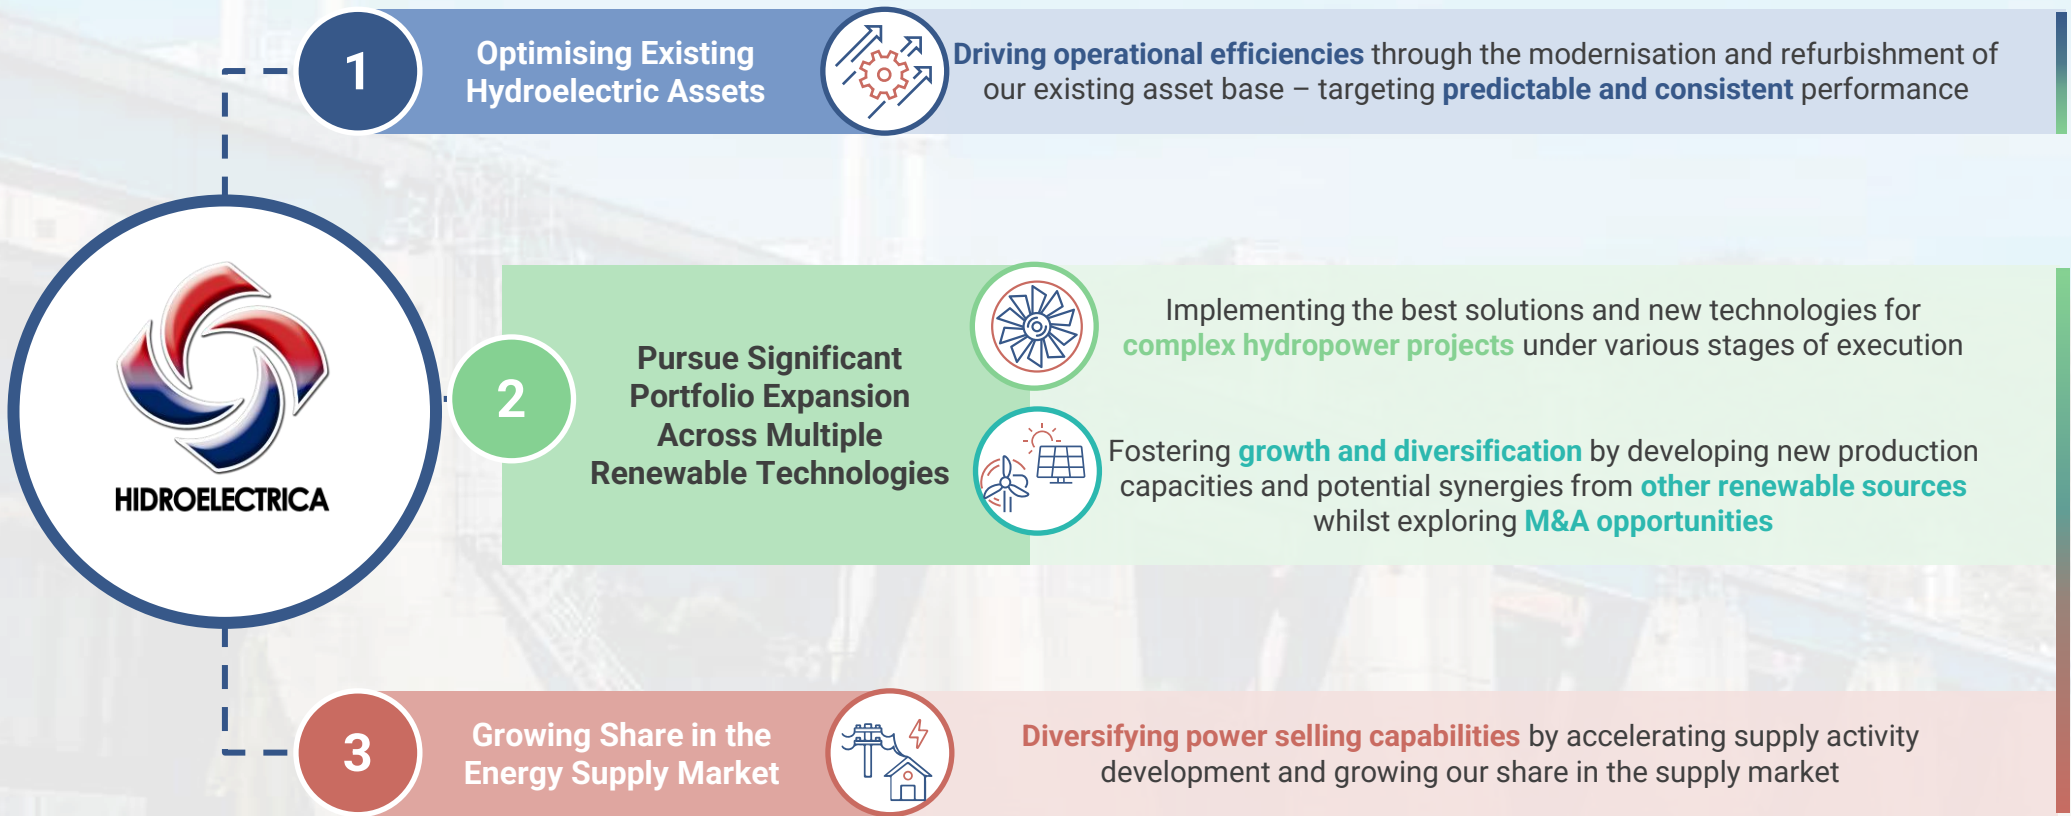 1
Optimising Existing
Hydroelectric Assets
Driving operational efficiencies through the modernisation and refurbishment of
our existing asset base – targeting predictable and consistent performance
HIDROELECTRICA
2
Pursue Significant
Portfolio Expansion
Across Multiple
Renewable Technologies
Implementing the best solutions and new technologies for
complex hydropower projects under various stages of execution
Fostering growth and diversification by developing new production
capacities and potential synergies from other renewable sources
whilst exploring M&A opportunities
3
Growing Share in the
Energy Supply Market
Diversifying power selling capabilities by accelerating supply activity
development and growing our share in the supply market